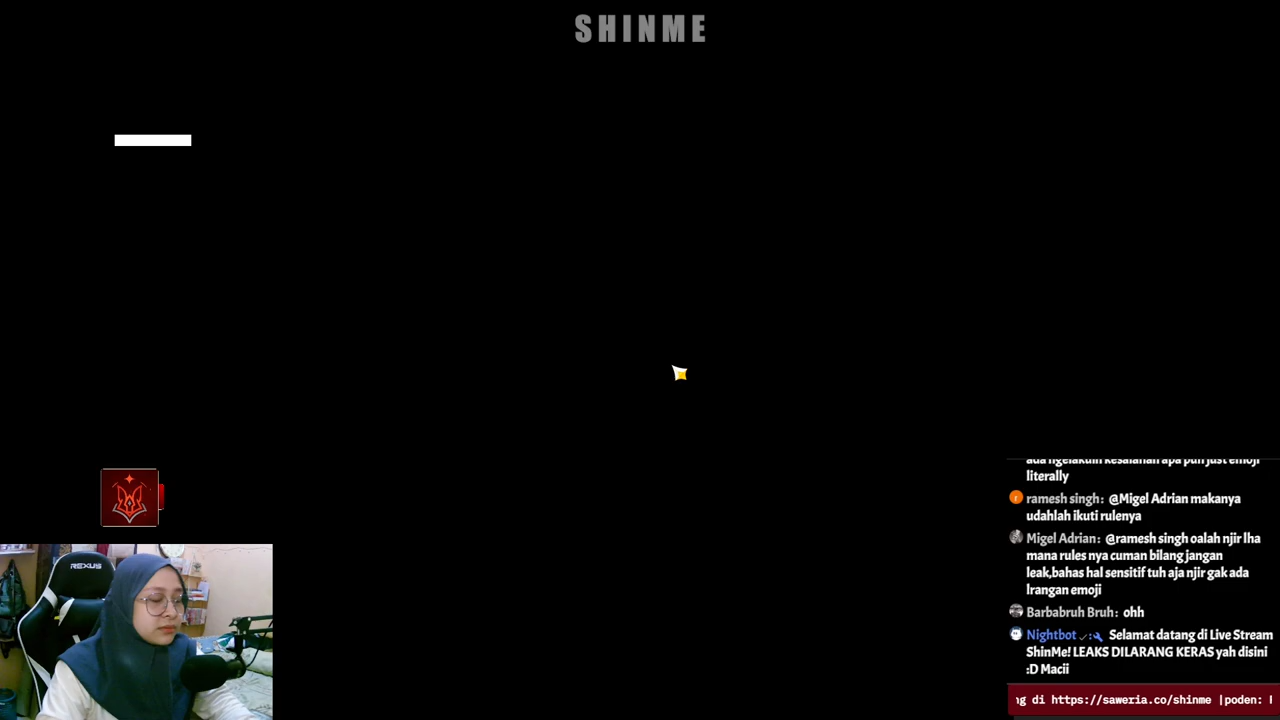 SHINME
REXUS
literally
ramesh singh: @Migel Adrian makanya
udahlah ikuti rulenya
Migel Adrian: @ramesh singh oalah njir lha
mana rules nya cuman bilang jangan
leak,bahas hal sensitif tuh aja njir gak ada
lrangan emoji
Barbabruh Bruh: ohh
Nightbot: Selamat datang di Live Stream
ShinMe! LEAKS DILARANG KERAS yah disini
:D Macii
ng di https://saweria.co/shinme |poden: